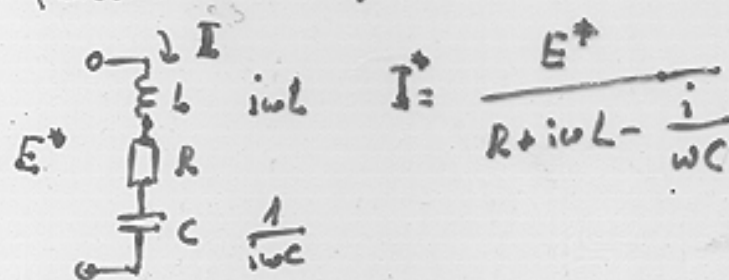 I
L iωL I* = E* / (R + iωL - i/ωC)
E*
R
C 1/iωC